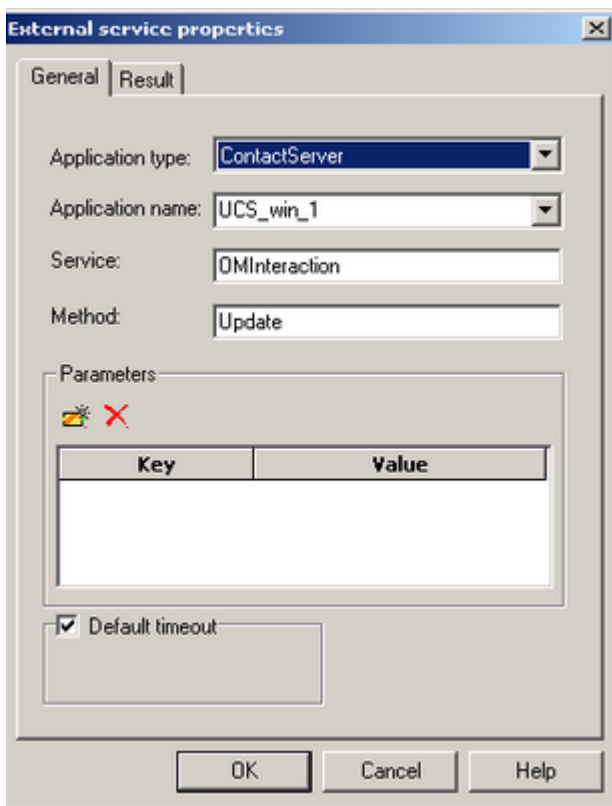 External service properties
General Result
Application type: ContactServer
Application name: UCS_win_1
Service: OMInteraction
Method: Update
Parameters
Key Value
Default timeout
OK Cancel Help